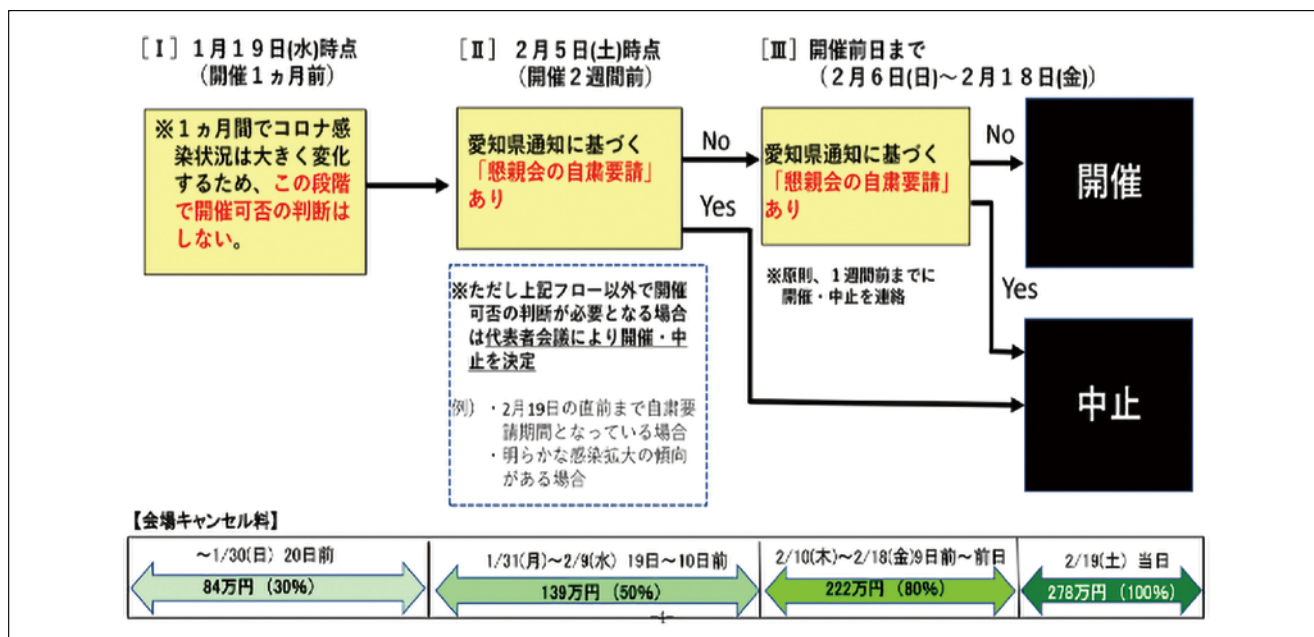 ［Ⅰ］１月１９日(水)時点
（開催１ヵ月前）
※１ヵ月間でコロナ感
染状況は大きく変化
するため、この段階
で開催可否の判断は
しない。
［Ⅱ］２月５日(土)時点
（開催２週間前）
愛知県通知に基づく
「懇親会の自粛要請」
あり
No
Yes
※ただし上記フロー以外で開催
可否の判断が必要となる場合
は代表者会議により開催・中
止を決定
例）・2月19日の直前まで自粛要
請期間となっている場合
・明らかな感染拡大の傾向
がある場合
［Ⅲ］開催前日まで
（２月６日(日)～２月１８日(金)）
愛知県通知に基づく
「懇親会の自粛要請」
あり
No
Yes
※原則、１週間前までに
開催・中止を連絡
開催
中止
【会場キャンセル料】
～1/30(日) 20日前
84万円（30%）
1/31(月)～2/9(水) 19日～10日前
139万円（50%）
2/10(木)～2/18(金)9日前～前日
222万円（80%）
2/19(土) 当日
278万円（100%）
-4-